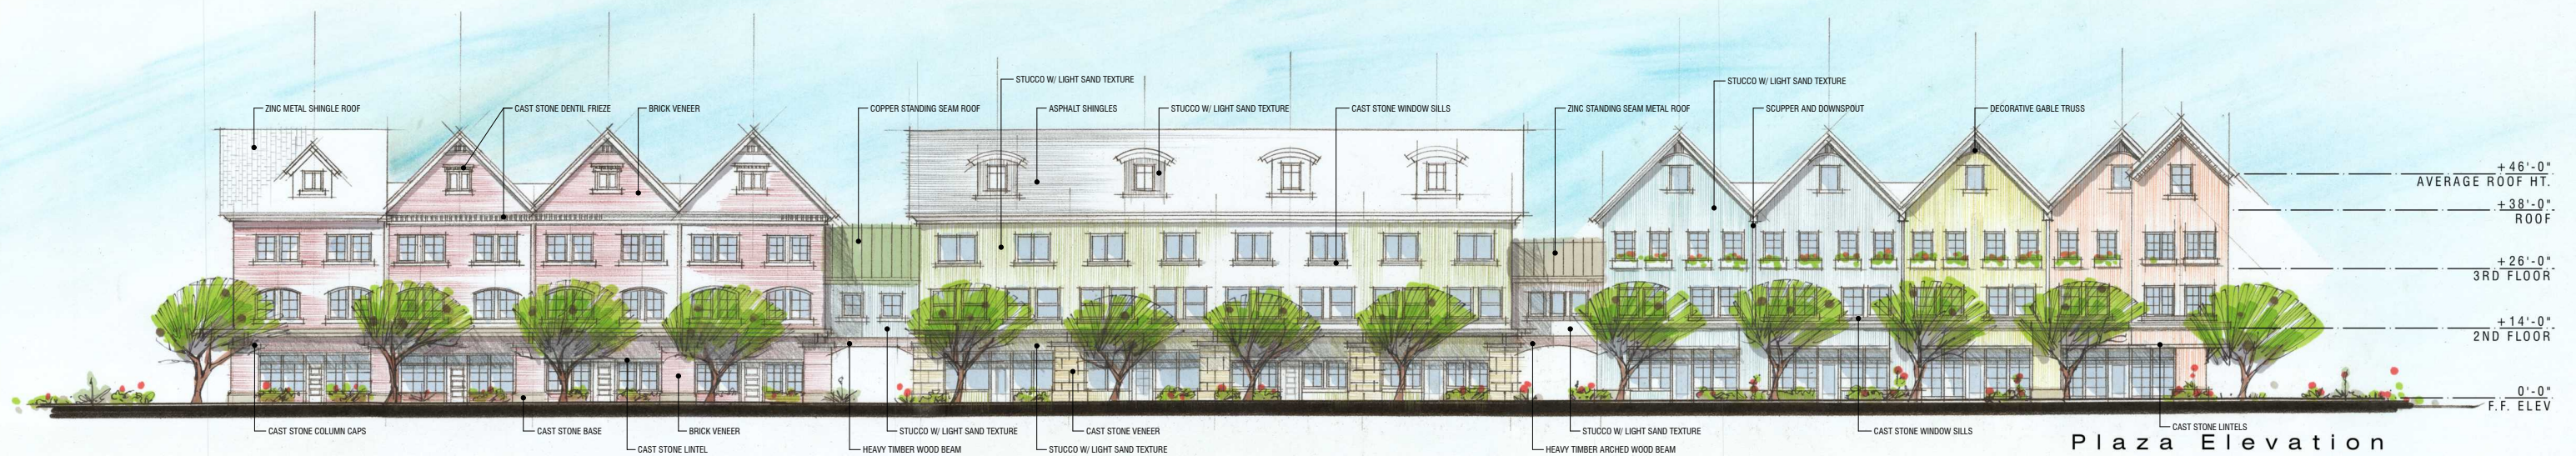 STUCCO W/ LIGHT SAND TEXTURE
STUCCO W/ LIGHT SAND TEXTURE
ZINC METAL SHINGLE ROOF
CAST STONE DENTIL FRIEZE
BRICK VENEER
COPPER STANDING SEAM ROOF
ASPHALT SHINGLES
STUCCO W/ LIGHT SAND TEXTURE
CAST STONE WINDOW SILLS
ZINC STANDING SEAM METAL ROOF
SCUPPER AND DOWNSPOUT
DECORATIVE GABLE TRUSS
+46'-0"
AVERAGE ROOF HT.
+38'-0"
ROOF
+26'-0"
3RD FLOOR
+14'-0"
2ND FLOOR
0'-0"
F.F. ELEV
CAST STONE COLUMN CAPS
CAST STONE BASE
BRICK VENEER
STUCCO W/ LIGHT SAND TEXTURE
CAST STONE VENEER
STUCCO W/ LIGHT SAND TEXTURE
CAST STONE WINDOW SILLS
CAST STONE LINTELS
CAST STONE LINTEL
HEAVY TIMBER WOOD BEAM
STUCCO W/ LIGHT SAND TEXTURE
HEAVY TIMBER ARCHED WOOD BEAM
Plaza Elevation